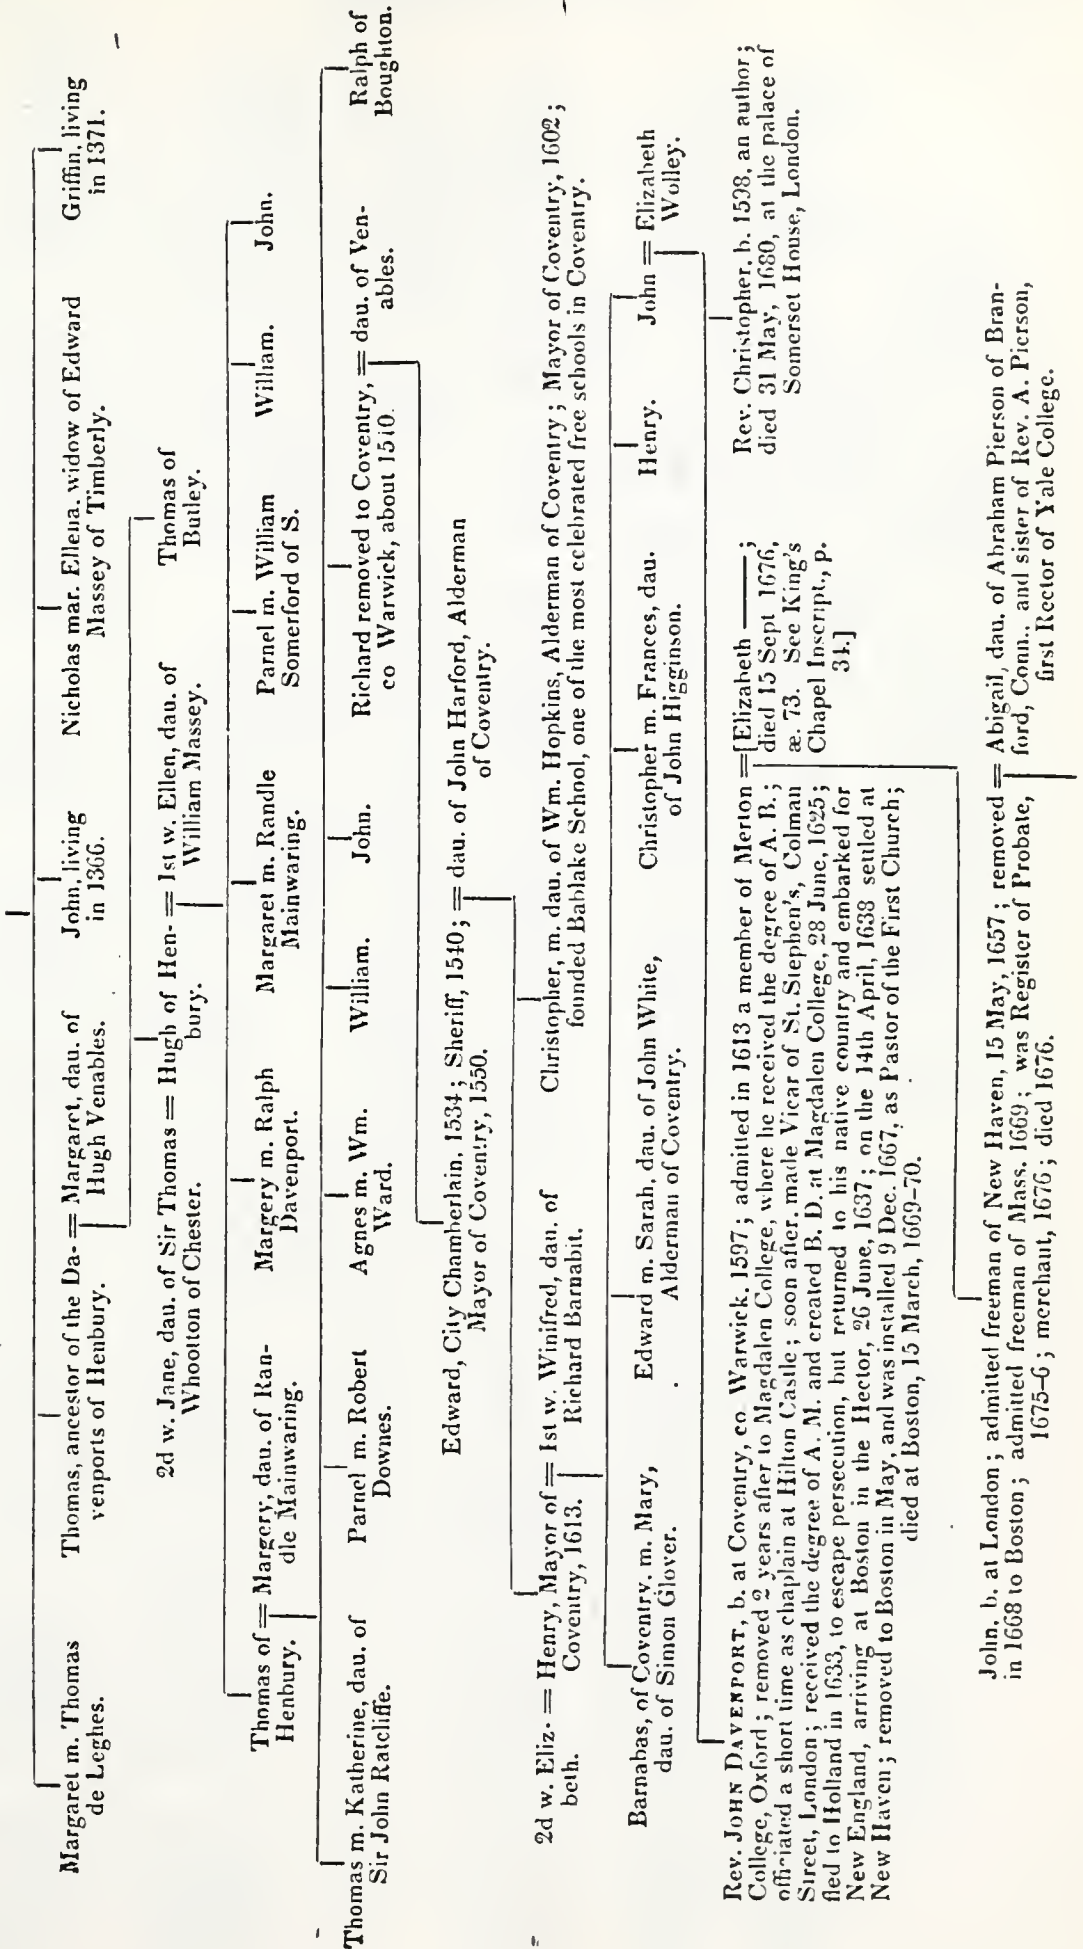 Margaret m. Thomas
de Leghes.
Thomas, ancestor of the Da-
venports of Henbury.
= Margaret, dau. of
Hugh Venables.
John, living
in 1366.
Nicholas mar. Ellena, widow of Edward
Massey of Timberly.
Griffin, living
in 1371.
2d w. Jane, dau. of Sir Thomas
Whootton of Chester.
= Hugh of Hen-
bury.
= 1st w. Ellen, dau. of
William Massey.
Thomas of
Butley.
Thomas of
Henbury.
= Margery, dau. of Ran-
dle Mainwaring.
Margery m. Ralph
Davenport.
Margaret m. Randle
Mainwaring.
Parnel m. William
Somerford of S.
William.
John.
Thomas m. Katherine, dau. of
Sir John Ratcliffe.
Parnel m. Robert
Downes.
Agnes m. Wm.
Ward.
William.
John.
Richard removed to Coventry,
co Warwick, about 1510.
= dau. of Ven-
ables.
Ralph of
Boughton.
Edward, City Chamberlain, 1534; Sheriff, 1540;
Mayor of Coventry, 1550.
= dau. of John Harford, Alderman
of Coventry.
2d w. Eliz-
beth.
= Henry, Mayor of
Coventry, 1613.
= 1st w. Winifred, dau. of
Richard Barnabit.
Christopher, m. dau. of Wm. Hopkins, Alderman of Coventry; Mayor of Coventry, 1602;
founded Bablake School, one of the most celebrated free schools in Coventry.
Barnabas, of Coventry. m. Mary,
dau. of Simon Glover.
Edward m. Sarah, dau. of John White,
Alderman of Coventry.
Christopher m. Frances, dau.
of John Higginson.
Henry.
John = Elizabeth
Wolley.
Rev. JOHN DAVENPORT, b. at Coventry, co. Warwick, 1597; admitted in 1613 a member of Merton
College, Oxford; removed 2 years after to Magdalen College, where he received the degree of A. B.;
officiated a short time as chaplain at Hilton Castle; soon after, made Vicar of St. Stephen's, Colman
Street, London; received the degree of A. M. and created B. D. at Magdalen College, 28 June, 1625;
fled to Holland in 1633, to escape persecution, but returned to his native country and embarked for
New England, arriving at Boston in the Hector, 26 June, 1637; on the 14th April, 1638 settled at
New Haven; removed to Boston in May, and was installed 9 Dec. 1667, as Pastor of the First Church;
died at Boston, 15 March, 1669-70.
= [Elizabeth ———;
died 15 Sept 1676,
æ. 73. See King's
Chapel Inscript., p.
34.]
Rev. Christopher, b. 1598, an author;
died 31 May, 1680, at the palace of
Somerset House, London.
John, b. at London; admitted freeman of New Haven, 15 May, 1657; removed
in 1668 to Boston; admitted freeman of Mass. 1669; was Register of Probate,
1675-6; merchant, 1676; died 1676.
= Abigail, dau. of Abraham Pierson of Bran-
ford, Conn., and sister of Rev. A. Pierson,
first Rector of Yale College.